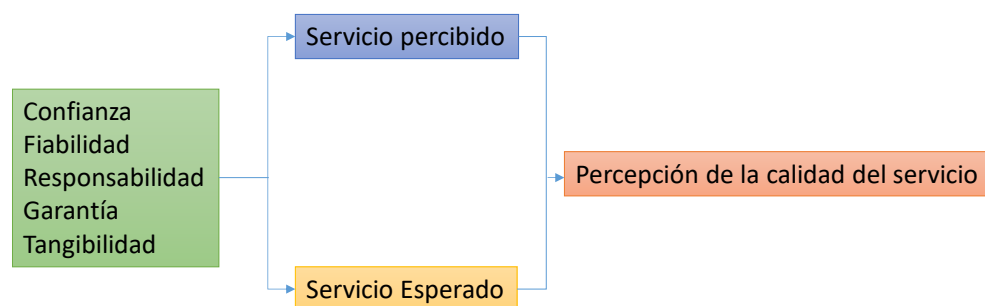 Servicio percibido
Confianza
Fiabilidad
Responsabilidad
Garantía
Tangibilidad
Percepción de la calidad del servicio
Servicio Esperado